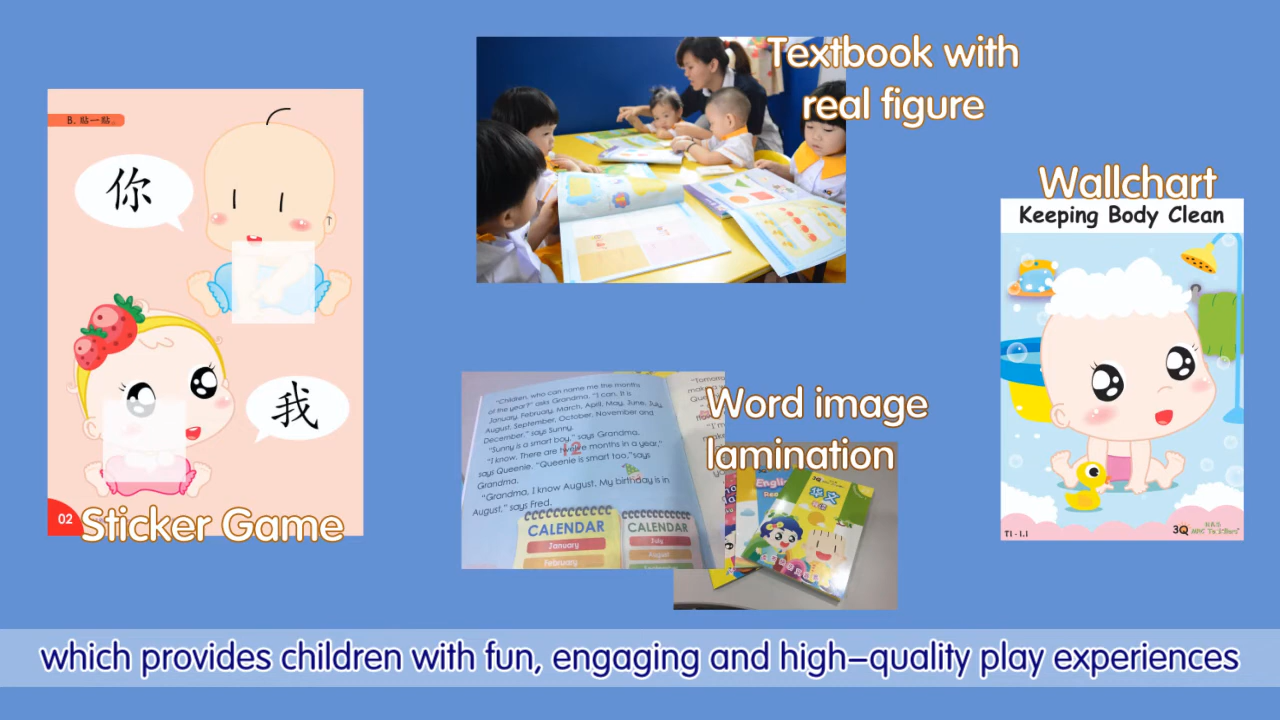 B. 貼一貼。
你
我
02
Sticker Game
Textbook with
real figure
Wallchart
Keeping Body Clean
T1 - 1.1
3Q
Word image
lamination
"Children, who can name me the months
of the year?" asks Grandma. "I can. It is
January, February, March, April, May, June, July,
August, September, October, November and
December," says Sunny.
"Sunny is a smart boy," says Grandma.
"I know. There are twelve months in a year,"
says Queenie. "Queenie is smart too," says
Grandma.
"Grandma, I know August. My birthday is in
August," says Fred.
CALENDAR
January
February
CALENDAR
July
August
华文
which provides children with fun, engaging and high-quality play experiences